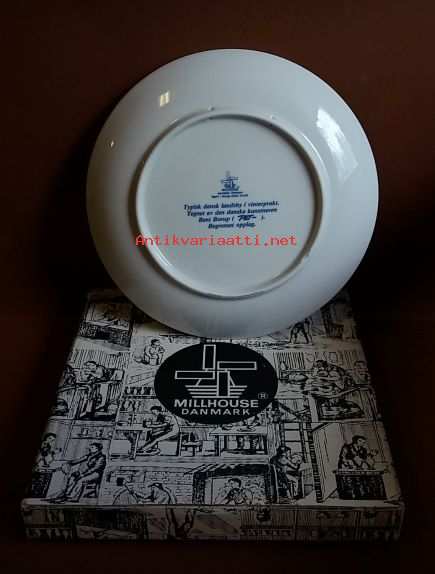 Typisk dansk landsby i vinterpragt.
Tegnet av den danske kunstneren
Bent Borup ( ).
Begrenset opplag.
Antikvariaatti.net
MILLHOUSE ®
DANMARK